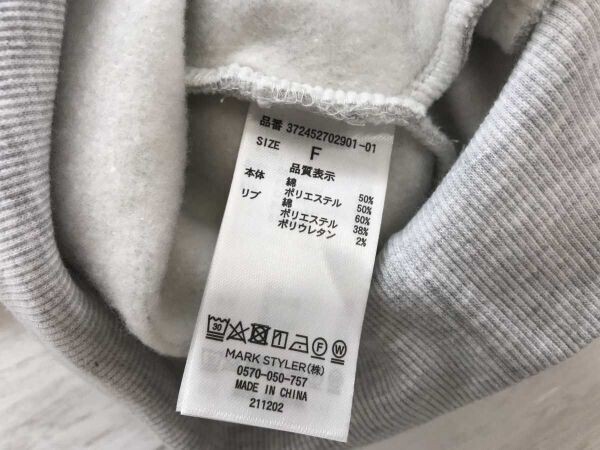 品番 372452702901-01
SIZE F
品質表示
本体 綿 50%
ポリエステル 50%
リブ 綿 60%
ポリエステル 38%
ポリウレタン 2%
30 F W
MARK STYLER(株)
0570-050-757
MADE IN CHINA
211202